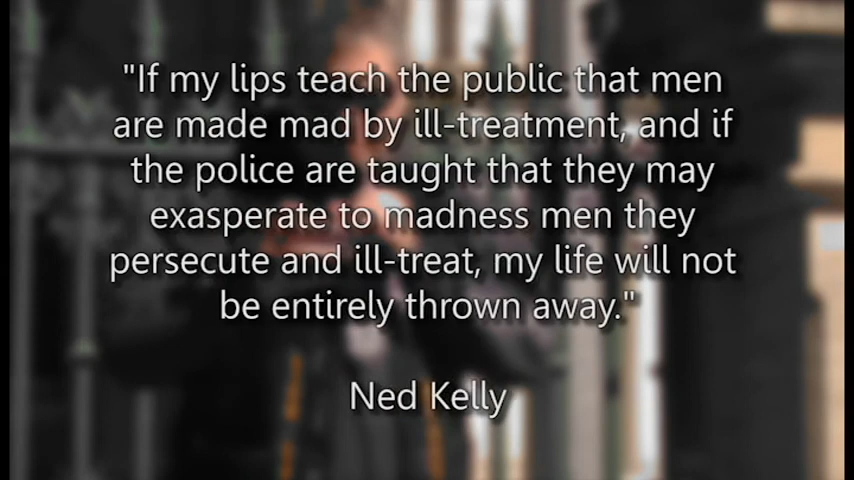 "If my lips teach the public that men
are made mad by ill-treatment, and if
the police are taught that they may
exasperate to madness men they
persecute and ill-treat, my life will not
be entirely thrown away."
Ned Kelly